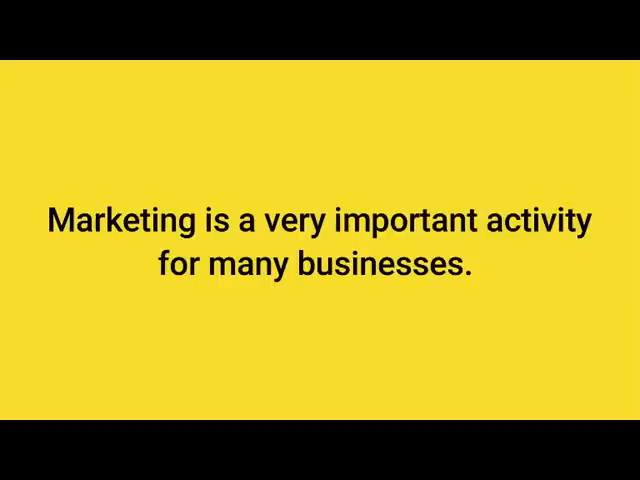 Marketing is a very important activity
for many businesses.